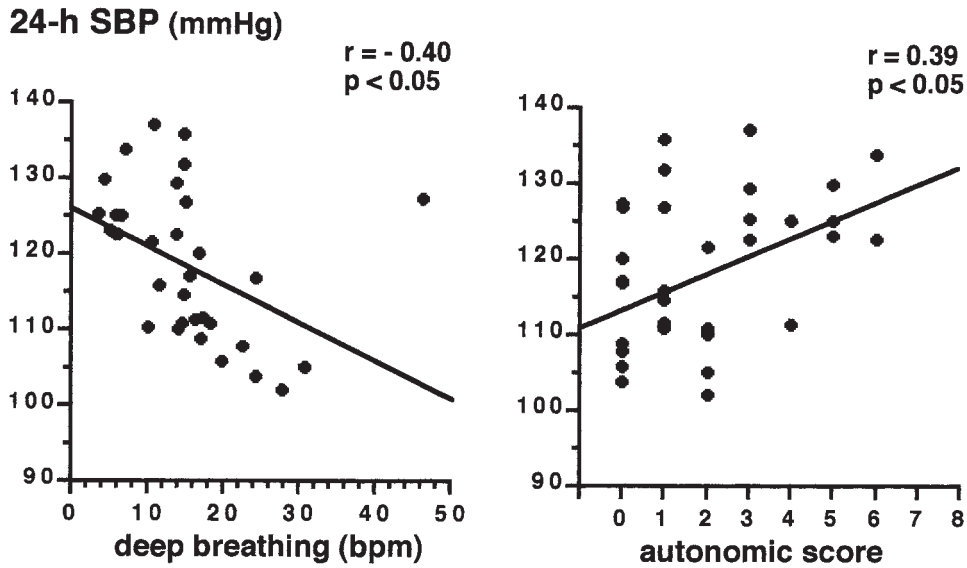 24-h SBP (mmHg)
r = - 0.40
p < 0.05
140
130
120
110
100
90
0 10 20 30 40 50
deep breathing (bpm)
r = 0.39
p < 0.05
140
130
120
110
100
90
0 1 2 3 4 5 6 7 8
autonomic score